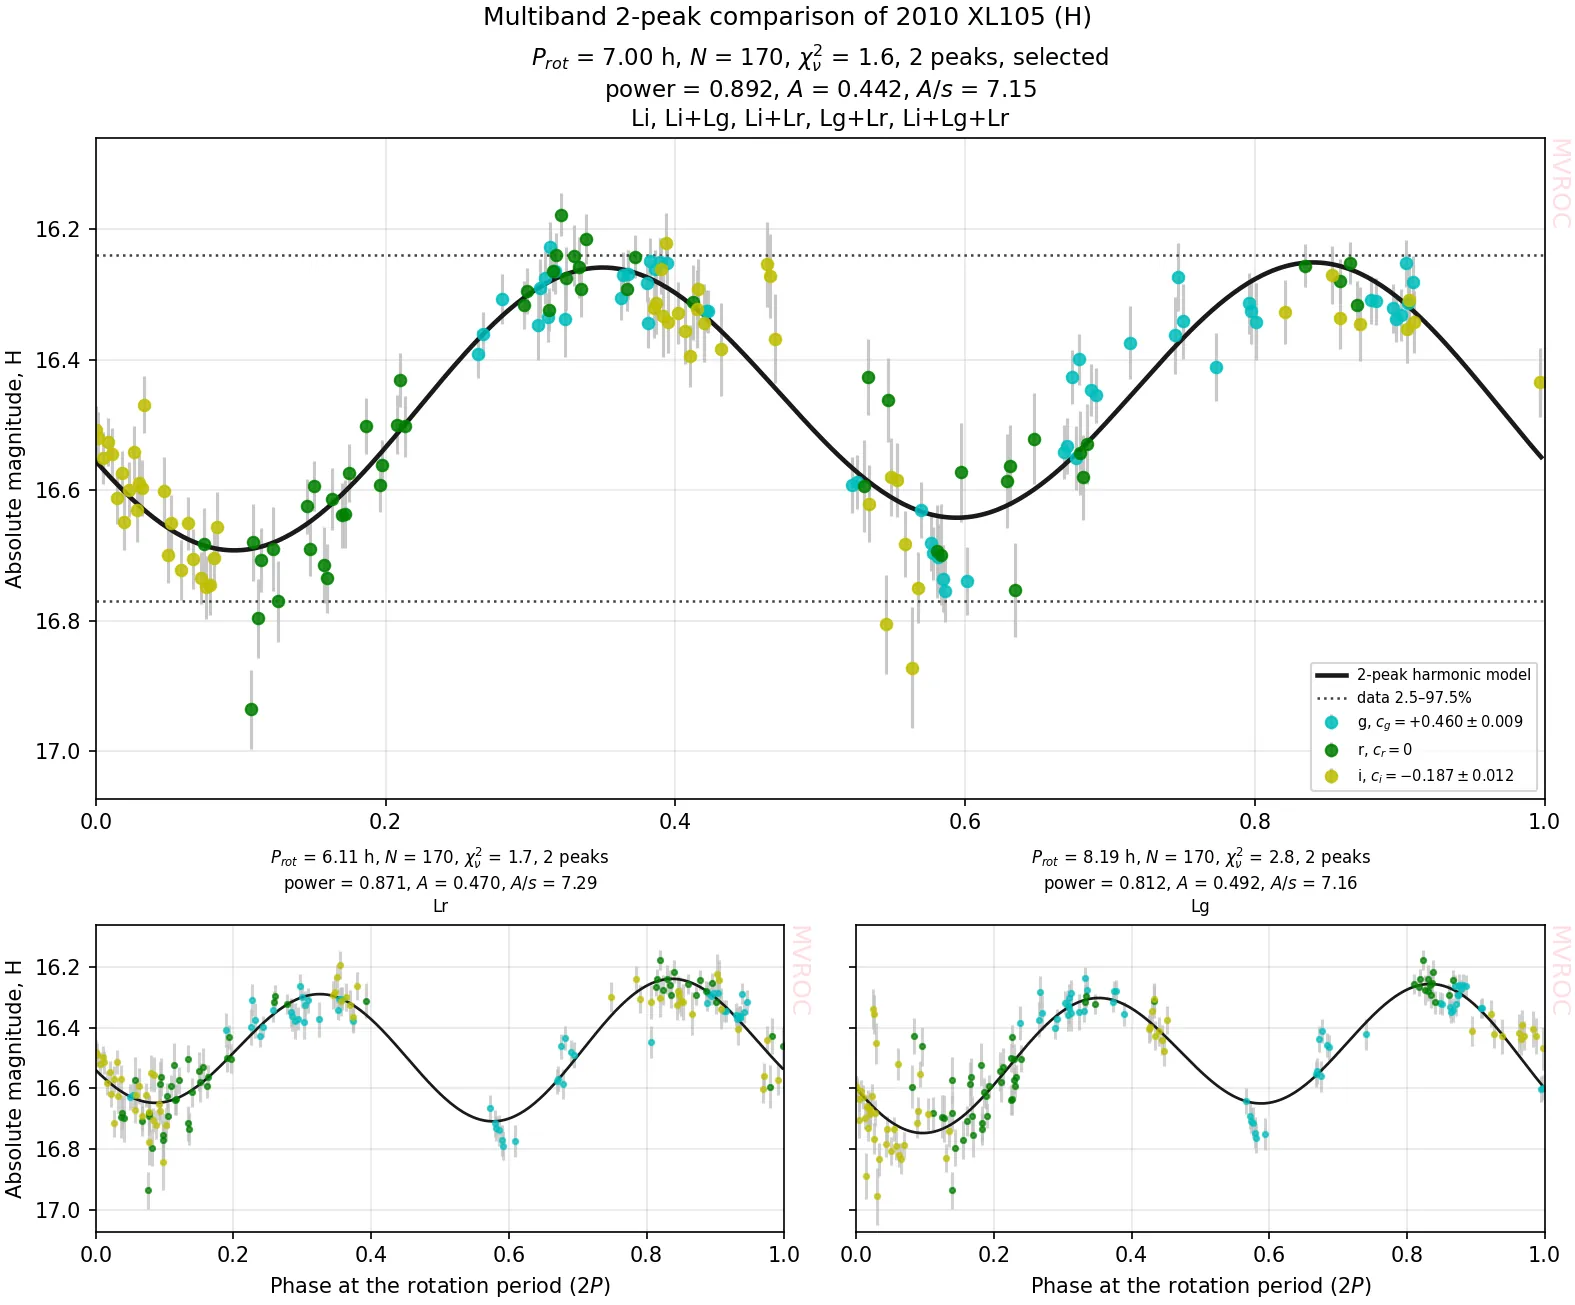 Multiband 2-peak comparison of 2010 XL105 (H)
P_rot = 7.00 h, N = 170, χ²_ν = 1.6, 2 peaks, selected
power = 0.892, A = 0.442, A/s = 7.15
Li, Li+Lg, Li+Lr, Lg+Lr, Li+Lg+Lr
MVROC
Absolute magnitude, H
16.2
16.4
16.6
16.8
17.0
2-peak harmonic model
data 2.5–97.5%
g, c_g = +0.460 ± 0.009
r, c_r = 0
i, c_i = −0.187 ± 0.012
0.0 0.2 0.4 0.6 0.8 1.0
P_rot = 6.11 h, N = 170, χ²_ν = 1.7, 2 peaks
power = 0.871, A = 0.470, A/s = 7.29
Lr
MVROC
Absolute magnitude, H
16.2
16.4
16.6
16.8
17.0
0.0 0.2 0.4 0.6 0.8 1.0
Phase at the rotation period (2P)
P_rot = 8.19 h, N = 170, χ²_ν = 2.8, 2 peaks
power = 0.812, A = 0.492, A/s = 7.16
Lg
MVROC
0.0 0.2 0.4 0.6 0.8 1.0
Phase at the rotation period (2P)